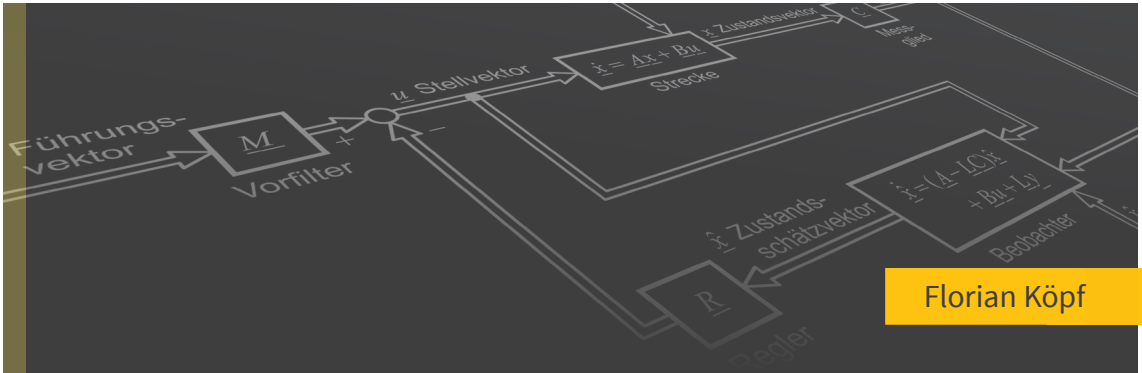 x Zustandsvektor
C
Mess-
glied
ẋ = Ax + Bu
Strecke
u Stellvektor
Führungs-
vektor
M
+
−
Vorfilter
x̂ Zustands-
schätzvektor
x̂̇ = (A - LC)x̂
+ Bu + Ly
Beobachter
R
Regler
Florian Köpf